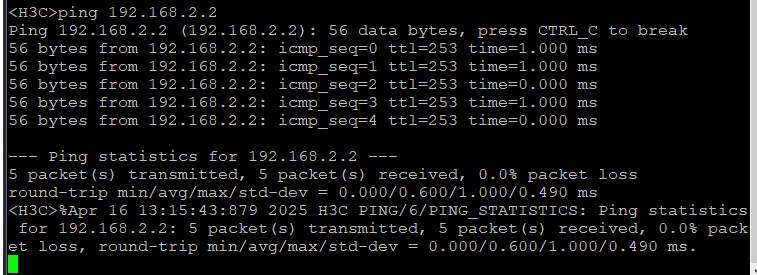 <H3C>ping 192.168.2.2
Ping 192.168.2.2 (192.168.2.2): 56 data bytes, press CTRL_C to break
56 bytes from 192.168.2.2: icmp_seq=0 ttl=253 time=1.000 ms
56 bytes from 192.168.2.2: icmp_seq=1 ttl=253 time=1.000 ms
56 bytes from 192.168.2.2: icmp_seq=2 ttl=253 time=0.000 ms
56 bytes from 192.168.2.2: icmp_seq=3 ttl=253 time=1.000 ms
56 bytes from 192.168.2.2: icmp_seq=4 ttl=253 time=0.000 ms

--- Ping statistics for 192.168.2.2 ---
5 packet(s) transmitted, 5 packet(s) received, 0.0% packet loss
round-trip min/avg/max/std-dev = 0.000/0.600/1.000/0.490 ms
<H3C>%Apr 16 13:15:43:879 2025 H3C PING/6/PING_STATISTICS: Ping statistics
 for 192.168.2.2: 5 packet(s) transmitted, 5 packet(s) received, 0.0% pack
et loss, round-trip min/avg/max/std-dev = 0.000/0.600/1.000/0.490 ms.